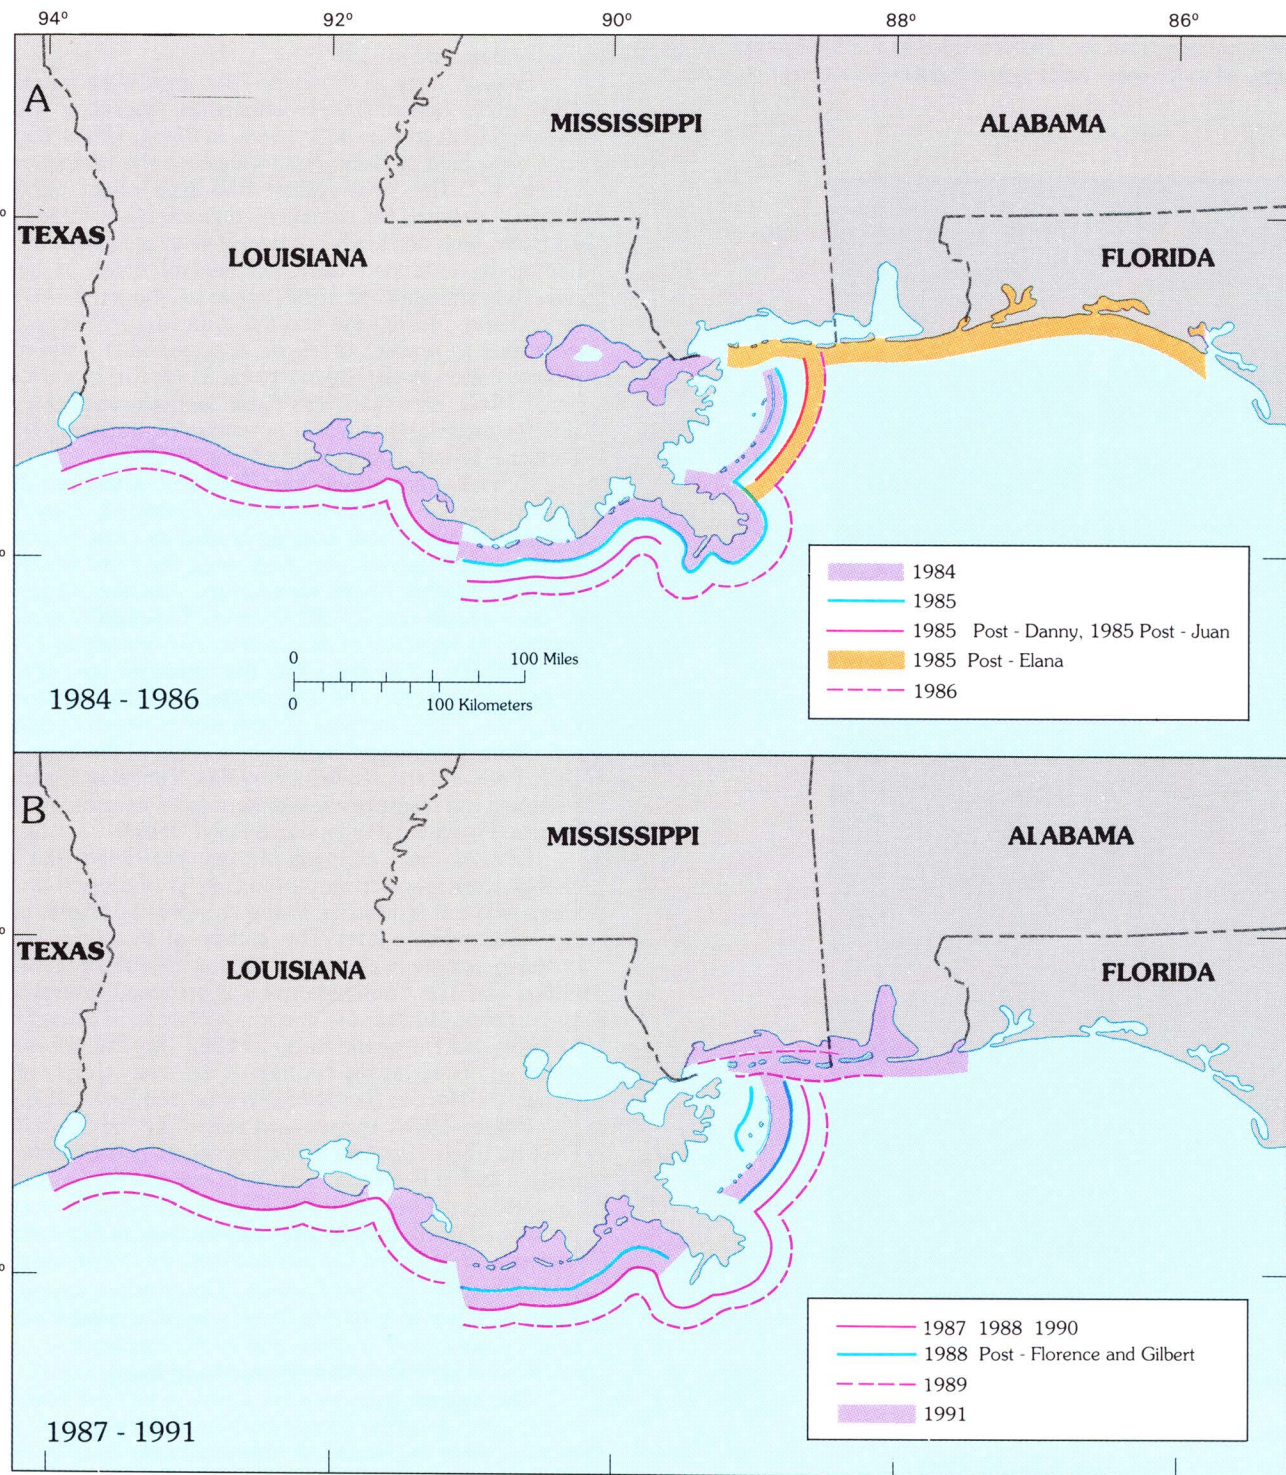 94° 92° 90° 88° 86°
A
MISSISSIPPI ALABAMA
TEXAS
LOUISIANA FLORIDA
1984
1985
1985 Post - Danny, 1985 Post - Juan
1985 Post - Elana
1986
0 100 Miles
0 100 Kilometers
1984 - 1986
B
MISSISSIPPI ALABAMA
TEXAS
LOUISIANA FLORIDA
1987 1988 1990
1988 Post - Florence and Gilbert
1989
1991
1987 - 1991